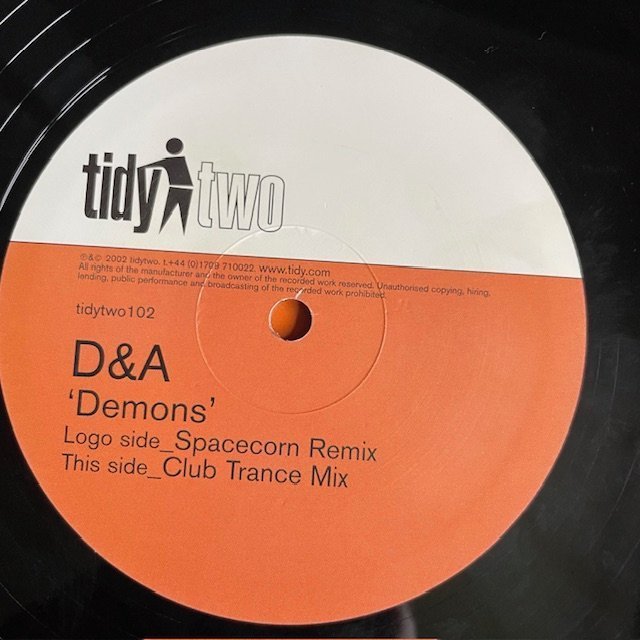 tidy two
℗&© 2002 tidytwo. t.+44 (0)1709 710022. www.tidy.com
All rights of the manufacturer and the owner of the recorded work reserved. Unauthorised copying, hiring,
lending, public performance and broadcasting of the recorded work prohibited.
tidytwo102
D&A
‘Demons’
Logo side_Spacecorn Remix
This side_Club Trance Mix